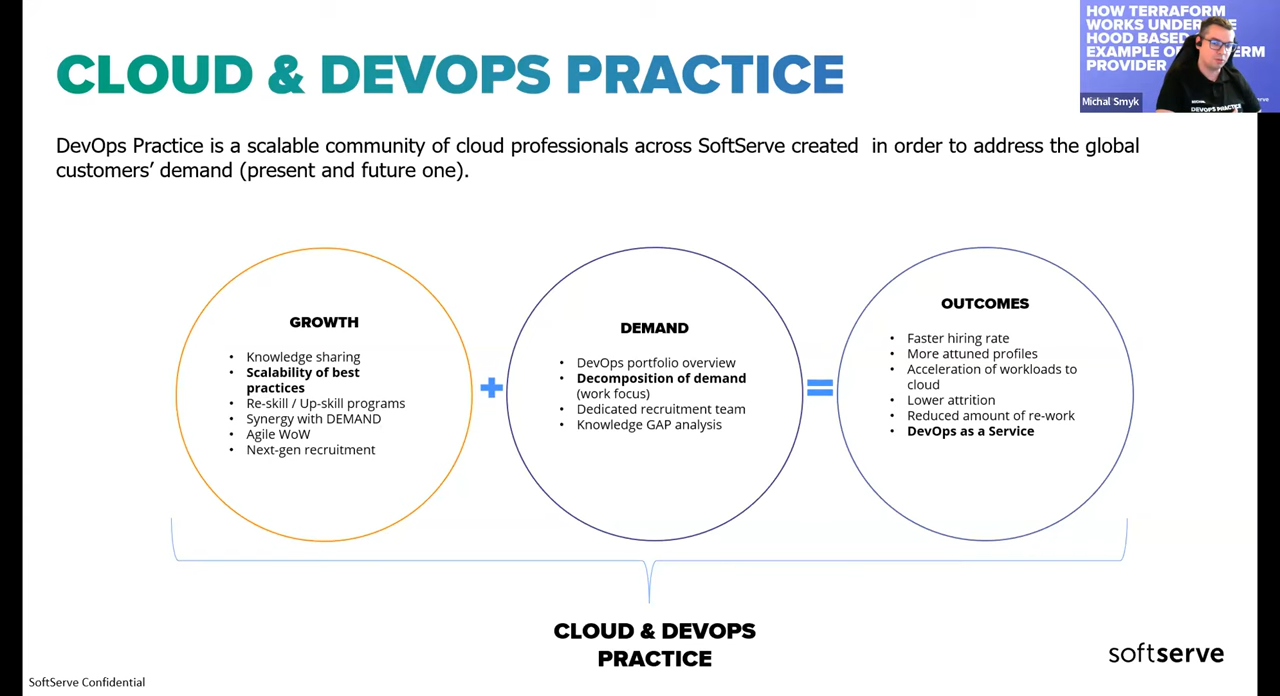 HOW TERRAFORM
WORKS UNDER
HOOD BASED
EXAMPLE
PROVIDER
Michal Smyk
DEVOPS PRACTICE
CLOUD & DEVOPS PRACTICE
DevOps Practice is a scalable community of cloud professionals across SoftServe created  in order to address the global
customers’ demand (present and future one).
GROWTH
• Knowledge sharing
• Scalability of best
practices
• Re-skill / Up-skill programs
• Synergy with DEMAND
• Agile WoW
• Next-gen recruitment
+
DEMAND
• DevOps portfolio overview
• Decomposition of demand
(work focus)
• Dedicated recruitment team
• Knowledge GAP analysis
=
OUTCOMES
• Faster hiring rate
• More attuned profiles
• Acceleration of workloads to
cloud
• Lower attrition
• Reduced amount of re-work
• DevOps as a Service
CLOUD & DEVOPS
PRACTICE
softserve
SoftServe Confidential